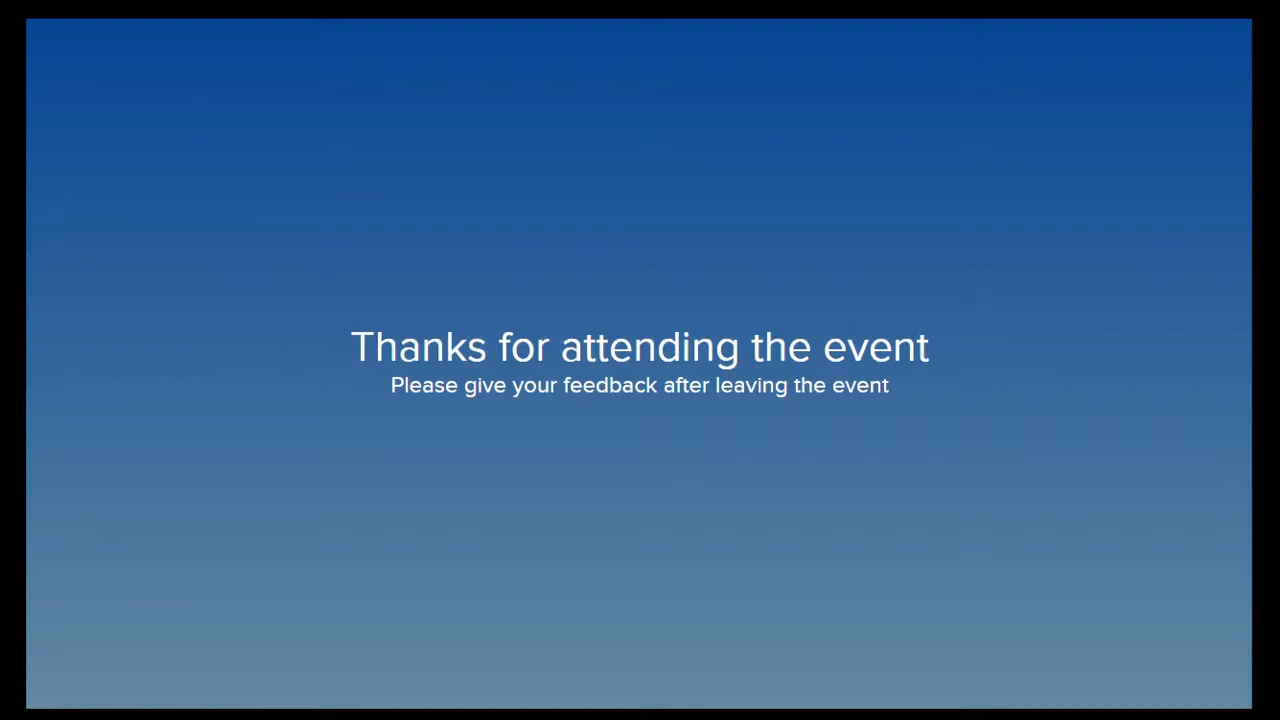 Thanks for attending the event
Please give your feedback after leaving the event